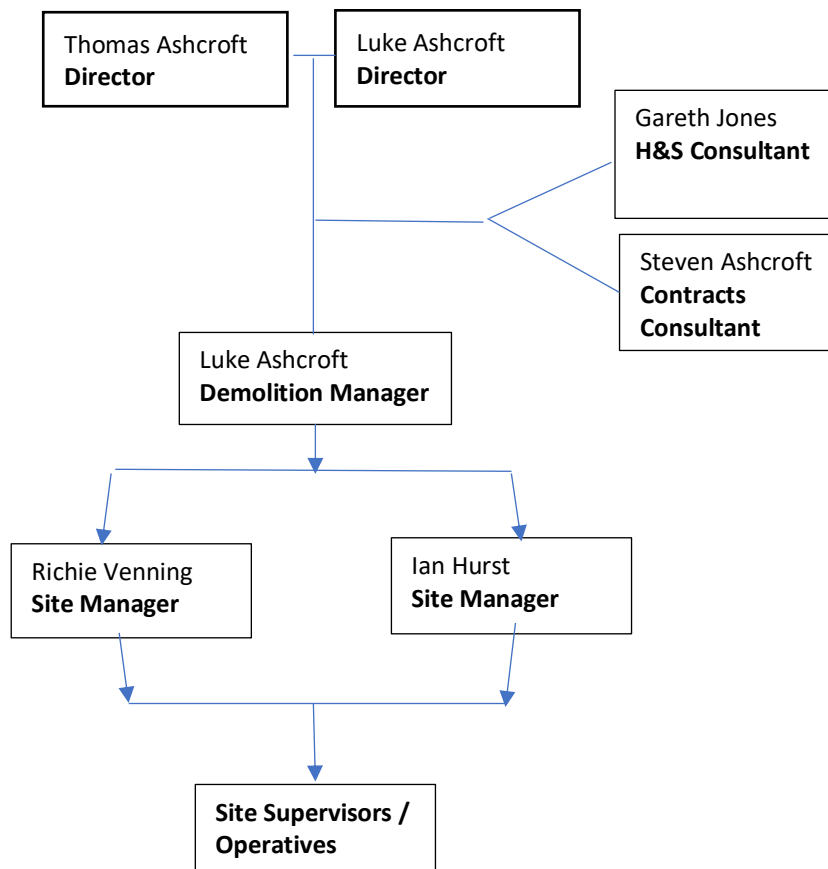 Thomas Ashcroft
Director
Luke Ashcroft
Director
Gareth Jones
H&S Consultant
Steven Ashcroft
Contracts
Consultant
Luke Ashcroft
Demolition Manager
Richie Venning
Site Manager
Ian Hurst
Site Manager
Site Supervisors /
Operatives